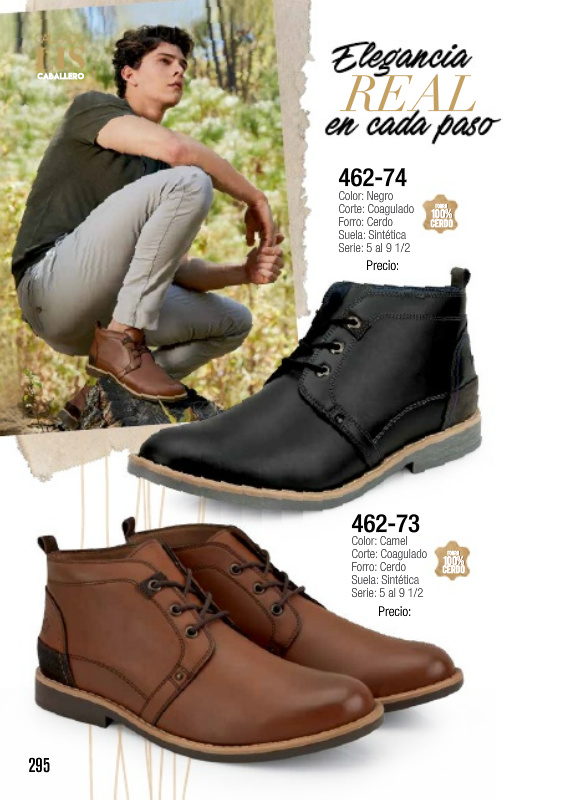 CABALLERO
Elegancia
REAL
en cada paso
462-74
Color: Negro
Corte: Coagulado
Forro: Cerdo
Suela: Sintética
Serie: 5 al 9 1/2
Precio:
FORRO
100%
CERDO
462-73
Color: Camel
Corte: Coagulado
Forro: Cerdo
Suela: Sintética
Serie: 5 al 9 1/2
Precio:
FORRO
100%
CERDO
295